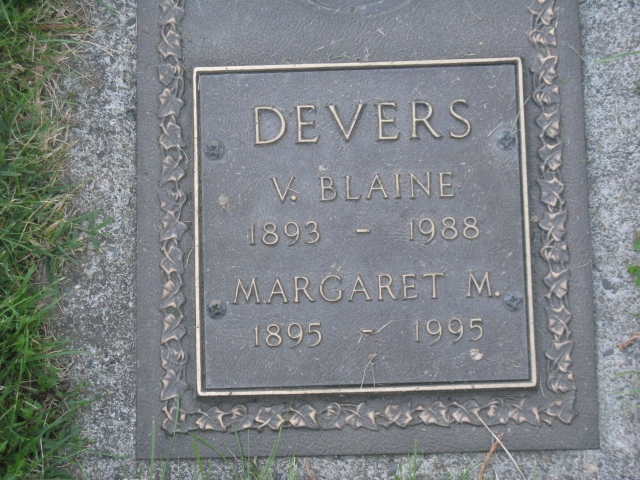 DEVERS
V. BLAINE
1893 - 1988
MARGARET M.
1895 - 1995